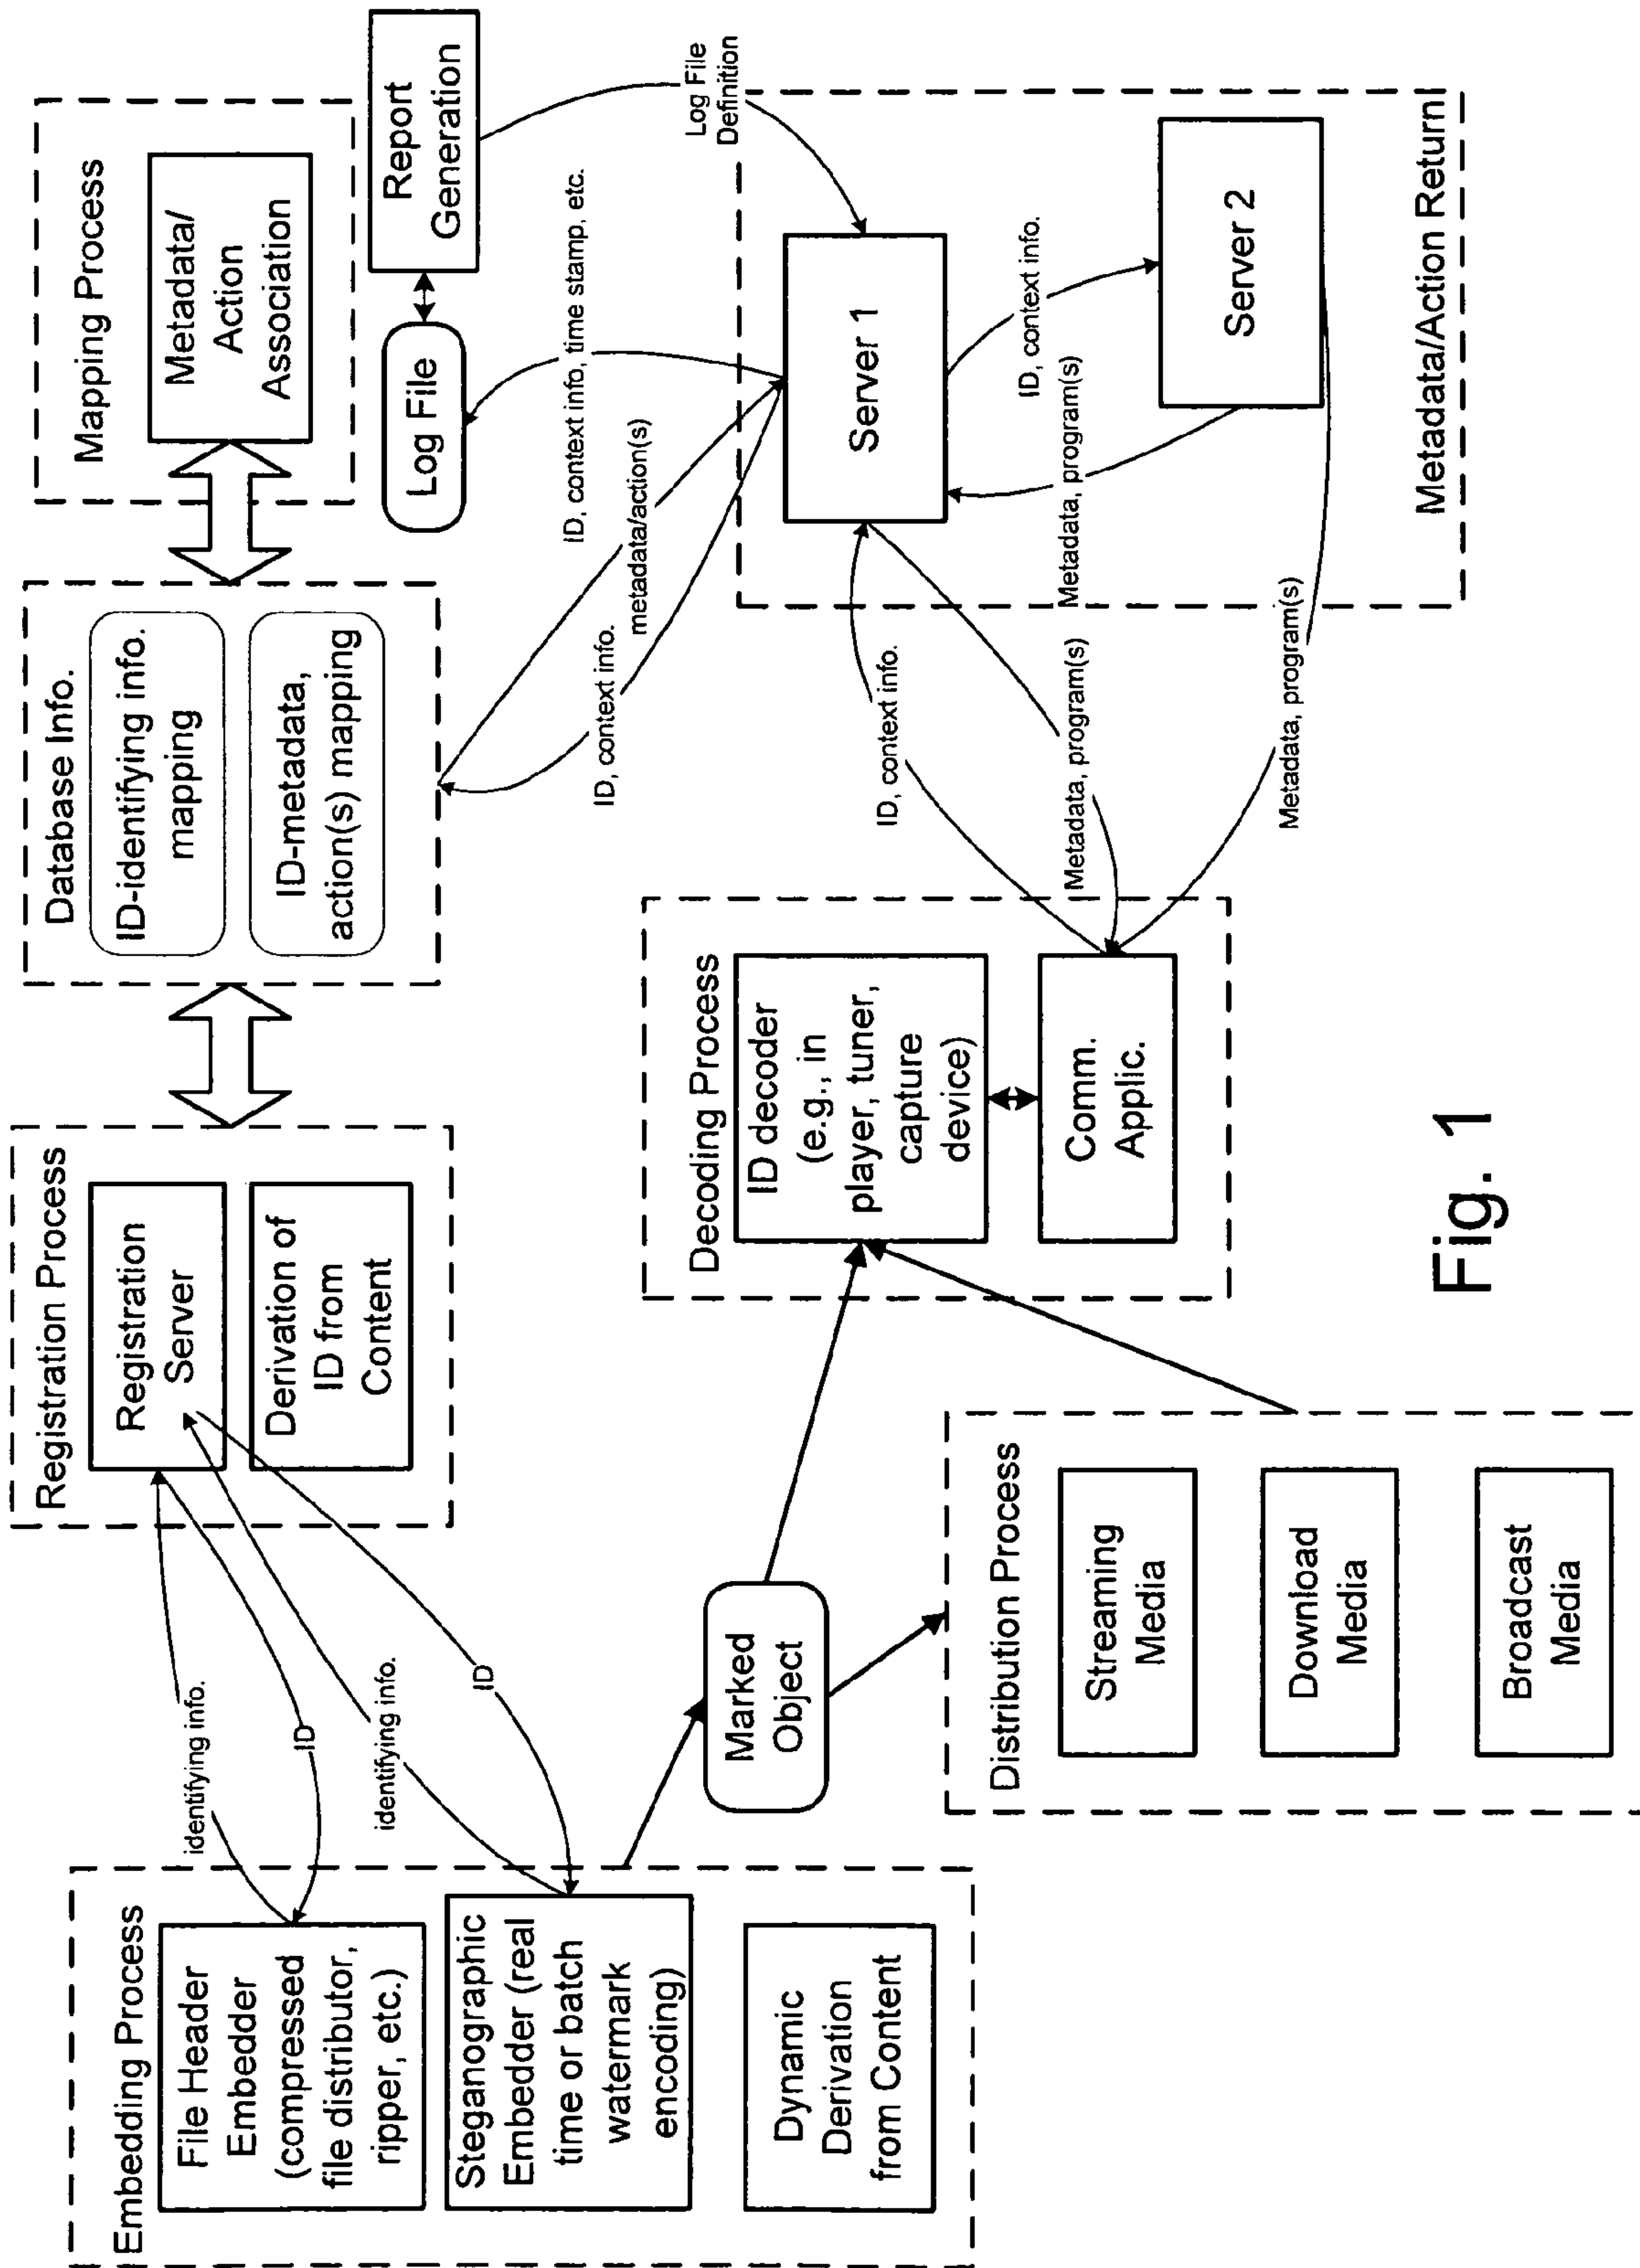 Embedding Process
File Header
Embedder
(compressed
file distributor,
ripper, etc.)
Steganographic
Embedder (real
time or batch
watermark
encoding)
Dynamic
Derivation
from Content
identifying info.
ID
identifying info.
ID
Registration Process
Registration
Server
Derivation of
ID from
Content
Database Info.
ID-identifying info.
mapping
ID-metadata,
action(s) mapping
Mapping Process
Metadata/
Action
Association
Log File
Report
Generation
Log File
Definition
ID, context info, time stamp, etc.
metadata/action(s)
ID, context info.
Marked
Object
Distribution Process
Streaming
Media
Download
Media
Broadcast
Media
Decoding Process
ID decoder
(e.g., in
player, tuner,
capture
device)
Comm.
Applic.
ID, context info.
Metadata, program(s)
Metadata, program(s)
Server 1
ID, context info.
Metadata, program(s)
Server 2
Metadata/Action Return
Fig. 1